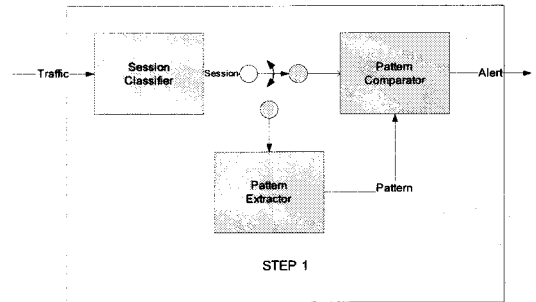 Traffic
Session
Classifier
Session
Pattern
Comparator
Alert
Pattern
Extractor
Pattern
STEP 1